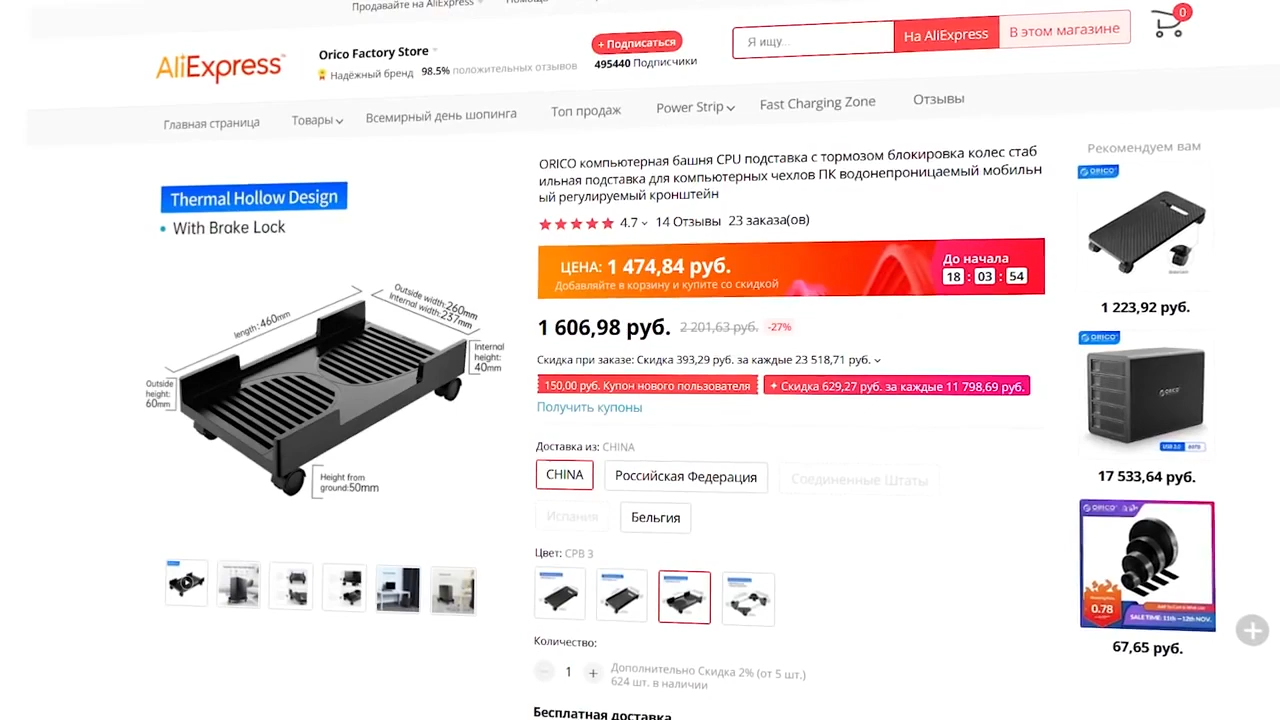 Продавайте на AliExpress
AliExpress
Orico Factory Store
Надёжный бренд 98.5% положительных отзывов
+ Подписаться
495440 Подписчики
Я ищу...
На AliExpress
В этом магазине
0
Главная страница
Товары
Всемирный день шопинга
Топ продаж
Power Strip
Fast Charging Zone
Отзывы
Thermal Hollow Design
• With Brake Lock
length:460mm
Outside width:260mm
Internal width:237mm
Internal
height:
40mm
Outside
height:
60mm
Height from
ground:50mm
ORICO компьютерная башня CPU подставка с тормозом блокировка колес стаб
ильная подставка для компьютерных чехлов ПК водонепроницаемый мобильн
ый регулируемый кронштейн
4.7 14 Отзывы 23 заказа(ов)
ЦЕНА: 1 474,84 руб.
Добавляйте в корзину и купите со скидкой
До начала
18 : 03 : 54
1 606,98 руб. 2 201,63 руб. -27%
Скидка при заказе: Скидка 393,29 руб. за каждые 23 518,71 руб.
150,00 руб. Купон нового пользователя
+ Скидка 629,27 руб. за каждые 11 798,69 руб.
Получить купоны
Доставка из: CHINA
CHINA
Российская Федерация
Соединенные Штаты
Испания
Бельгия
Цвет: CPB 3
Количество:
− 1 +
Дополнительно Скидка 2% (от 5 шт.)
624 шт. в наличии
Бесплатная доставка
Рекомендуем вам
ORICO
1 223,92 руб.
ORICO
ORICO
17 533,64 руб.
ORICO
0.78
SALE TIME: 11th — 12th NOV.
67,65 руб.